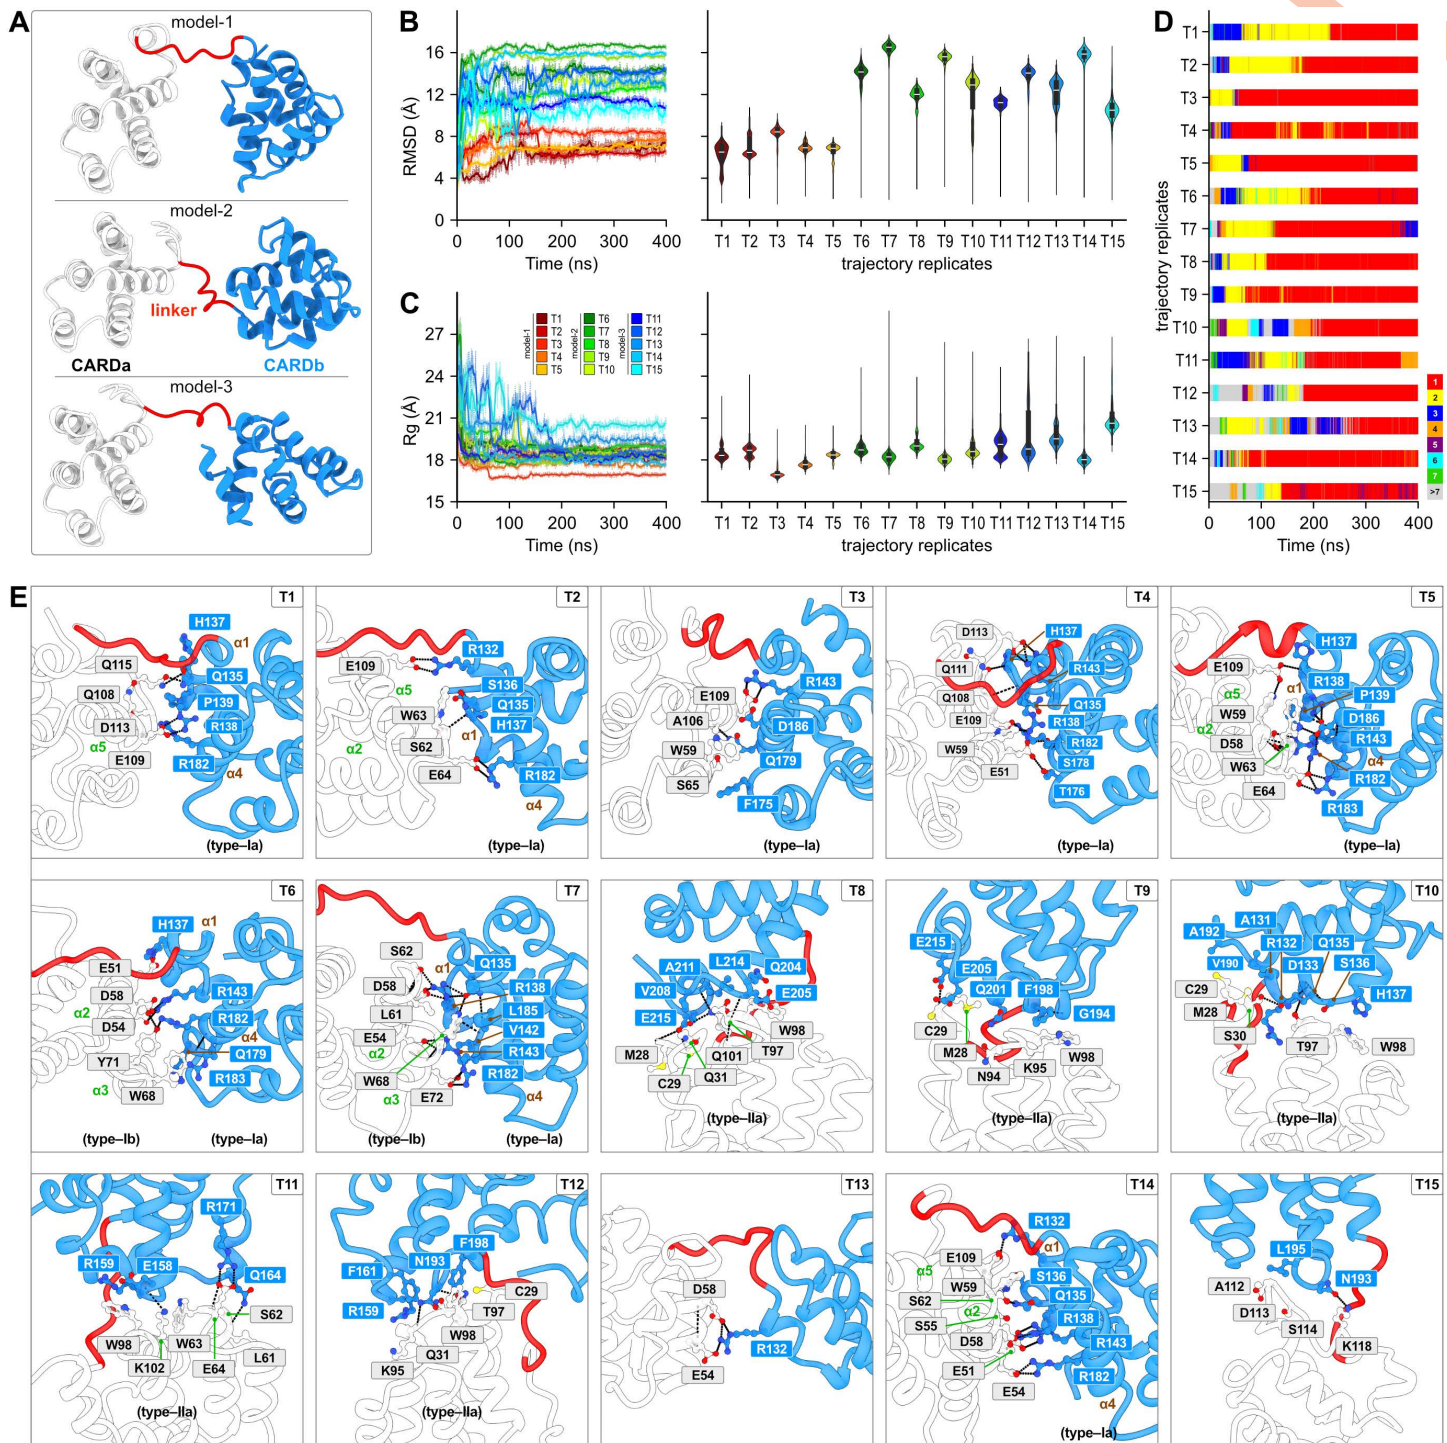 A
model-1
model-2
linker
CARDa
CARDb
model-3
B
RMSD (Å)
16
12
8
4
0
0 100 200 300 400
Time (ns)
T1 T2 T3 T4 T5 T6 T7 T8 T9 T10 T11 T12 T13 T14 T15
trajectory replicates
C
Rg (Å)
27
24
21
18
15
model-1
T1
T2
T3
T4
T5
model-2
T6
T7
T8
T9
T10
model-3
T11
T12
T13
T14
T15
0 100 200 300 400
Time (ns)
T1 T2 T3 T4 T5 T6 T7 T8 T9 T10 T11 T12 T13 T14 T15
trajectory replicates
D
trajectory replicates
T1
T2
T3
T4
T5
T6
T7
T8
T9
T10
T11
T12
T13
T14
T15
0 100 200 300 400
Time (ns)
1
2
3
4
5
6
7
>7
E
T1
H137
α1
Q115
Q135
Q108
P139
D113
R138
α5
E109
R182
α4
(type–Ia)
T2
R132
E109
α5
S136
W63
Q135
H137
α2
α1
S62
E64
R182
α4
(type–Ia)
T3
R143
E109
A106
D186
W59
Q179
S65
F175
T4
D113
H137
Q111
R143
Q108
Q135
E109
R138
R182
W59
S178
E51
T176
(type–Ia)
T5
H137
E109
R138
α5
α1
P139
W59
D186
α2
D58
R143
W63
α4
R182
E64
R183
(type–Ia)
T6
H137
α1
E51
D58
R143
α2
R182
D54
α4
Y71
Q179
R183
α3
W68
(type–Ib)
(type–Ia)
T7
S62
α1
Q135
D58
R138
L61
L185
V142
E54
α2
R143
W68
R182
α3
E72
α4
(type–Ib)
(type–Ia)
T8
L214
A211
Q204
V208
E205
E215
W98
M28
Q101
T97
C29
Q31
(type–IIa)
T9
E215
E205
Q201
F198
G194
C29
M28
W98
N94
K95
(type–IIa)
T10
A131
A192
R132
Q135
V190
D133
S136
C29
H137
M28
S30
T97
W98
(type–IIa)
T11
R171
R159
E158
Q164
S62
W98
W63
K102
E64
L61
(type–IIa)
T12
F198
N193
F161
C29
R159
T97
W98
Q31
K95
(type–IIa)
T13
D58
R132
E54
T14
R132
E109
α1
α5
W59
S136
S62
Q135
α2
S55
R138
D58
R143
E51
R182
E54
α4
(type–Ia)
T15
L195
A112
N193
D113
S114
K118